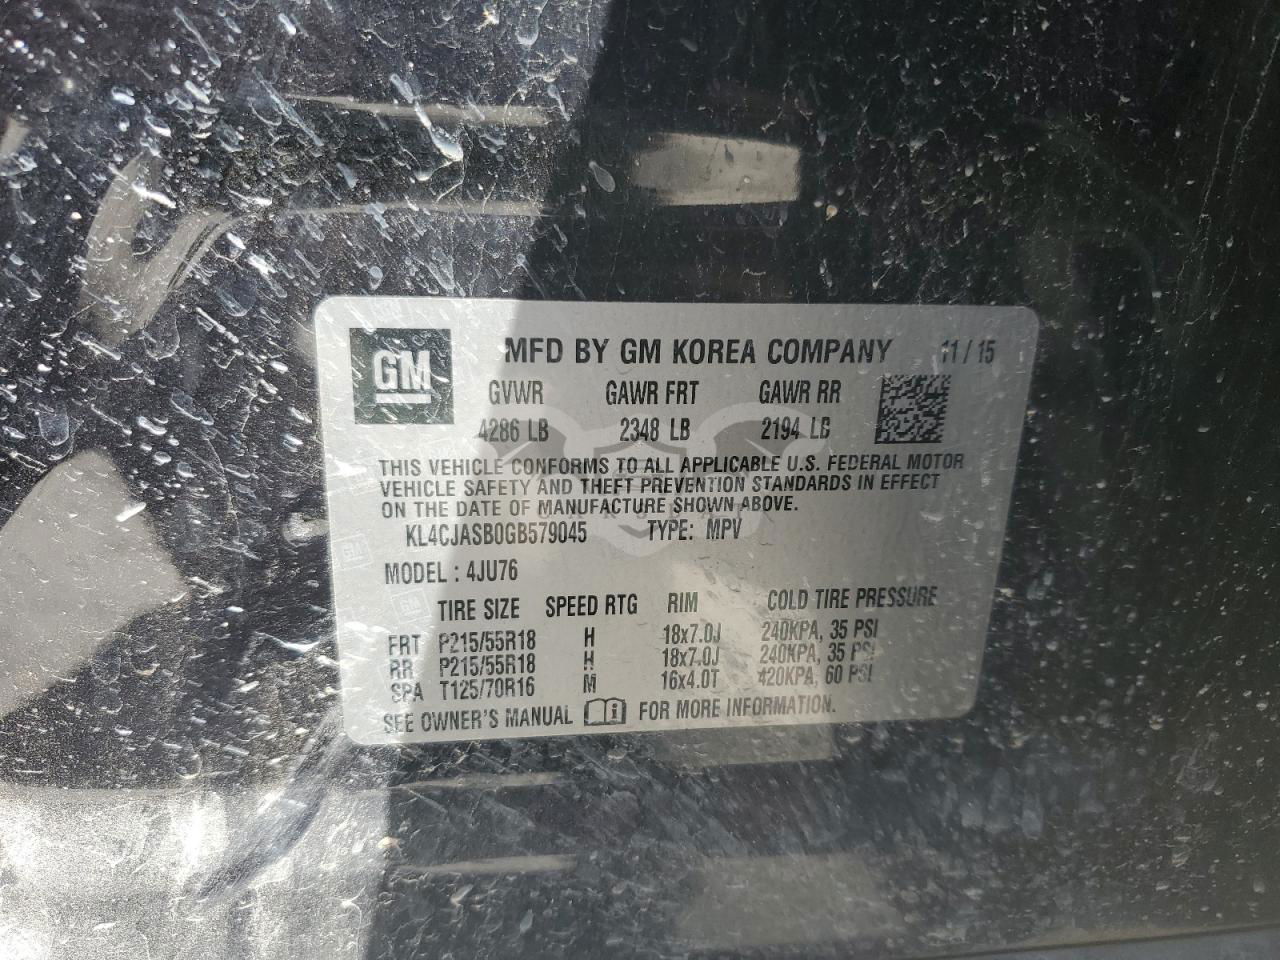 GM MFD BY GM KOREA COMPANY 11 / 15
GVWR GAWR FRT GAWR RR
4286 LB 2348 LB 2194 LB
THIS VEHICLE CONFORMS TO ALL APPLICABLE U.S. FEDERAL MOTOR
VEHICLE SAFETY AND THEFT PREVENTION STANDARDS IN EFFECT
ON THE DATE OF MANUFACTURE SHOWN ABOVE.
KL4CJASB0GB579045 TYPE: MPV
MODEL : 4JU76
TIRE SIZE SPEED RTG RIM COLD TIRE PRESSURE
FRT P215/55R18 H 18x7.0J 240KPA, 35 PSI
RR P215/55R18 H 18x7.0J 240KPA, 35 PSI
SPA T125/70R16 M 16x4.0T 420KPA, 60 PSI
SEE OWNER'S MANUAL FOR MORE INFORMATION.